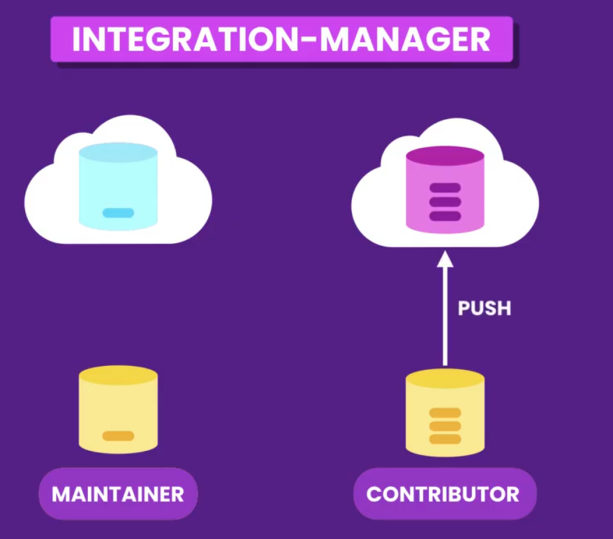 INTEGRATION-MANAGER
PUSH
MAINTAINER
CONTRIBUTOR